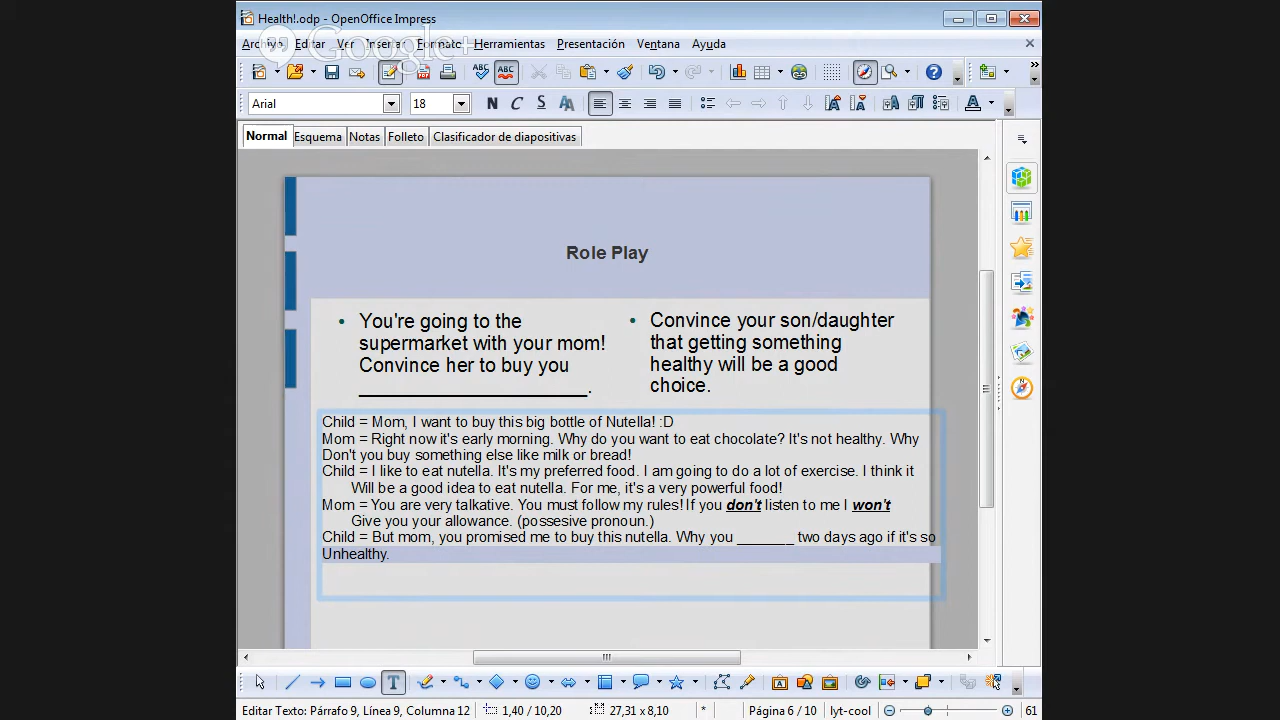 Health!.odp - OpenOffice Impress
Google+
Archivo Editar Ver Insertar Formato Herramientas Presentación Ventana Ayuda
Arial 18 N C S
Normal Esquema Notas Folleto Clasificador de diapositivas
Role Play
• You're going to the
supermarket with your mom!
Convince her to buy you
_____________________.
• Convince your son/daughter
that getting something
healthy will be a good
choice.
Child = Mom, I want to buy this big bottle of Nutella! :D
Mom = Right now it's early morning. Why do you want to eat chocolate? It's not healthy. Why
Don't you buy something else like milk or bread!
Child = I like to eat nutella. It's my preferred food. I am going to do a lot of exercise. I think it
Will be a good idea to eat nutella. For me, it's a very powerful food!
Mom = You are very talkative. You must follow my rules! If you don't listen to me I won't
Give you your allowance. (possesive pronoun.)
Child = But mom, you promised me to buy this nutella. Why you _______ two days ago if it's so
Unhealthy.
Editar Texto: Párrafo 9, Línea 9, Columna 12 1,40 / 10,20 27,31 x 8,10 * Página 6 / 10 lyt-cool 61